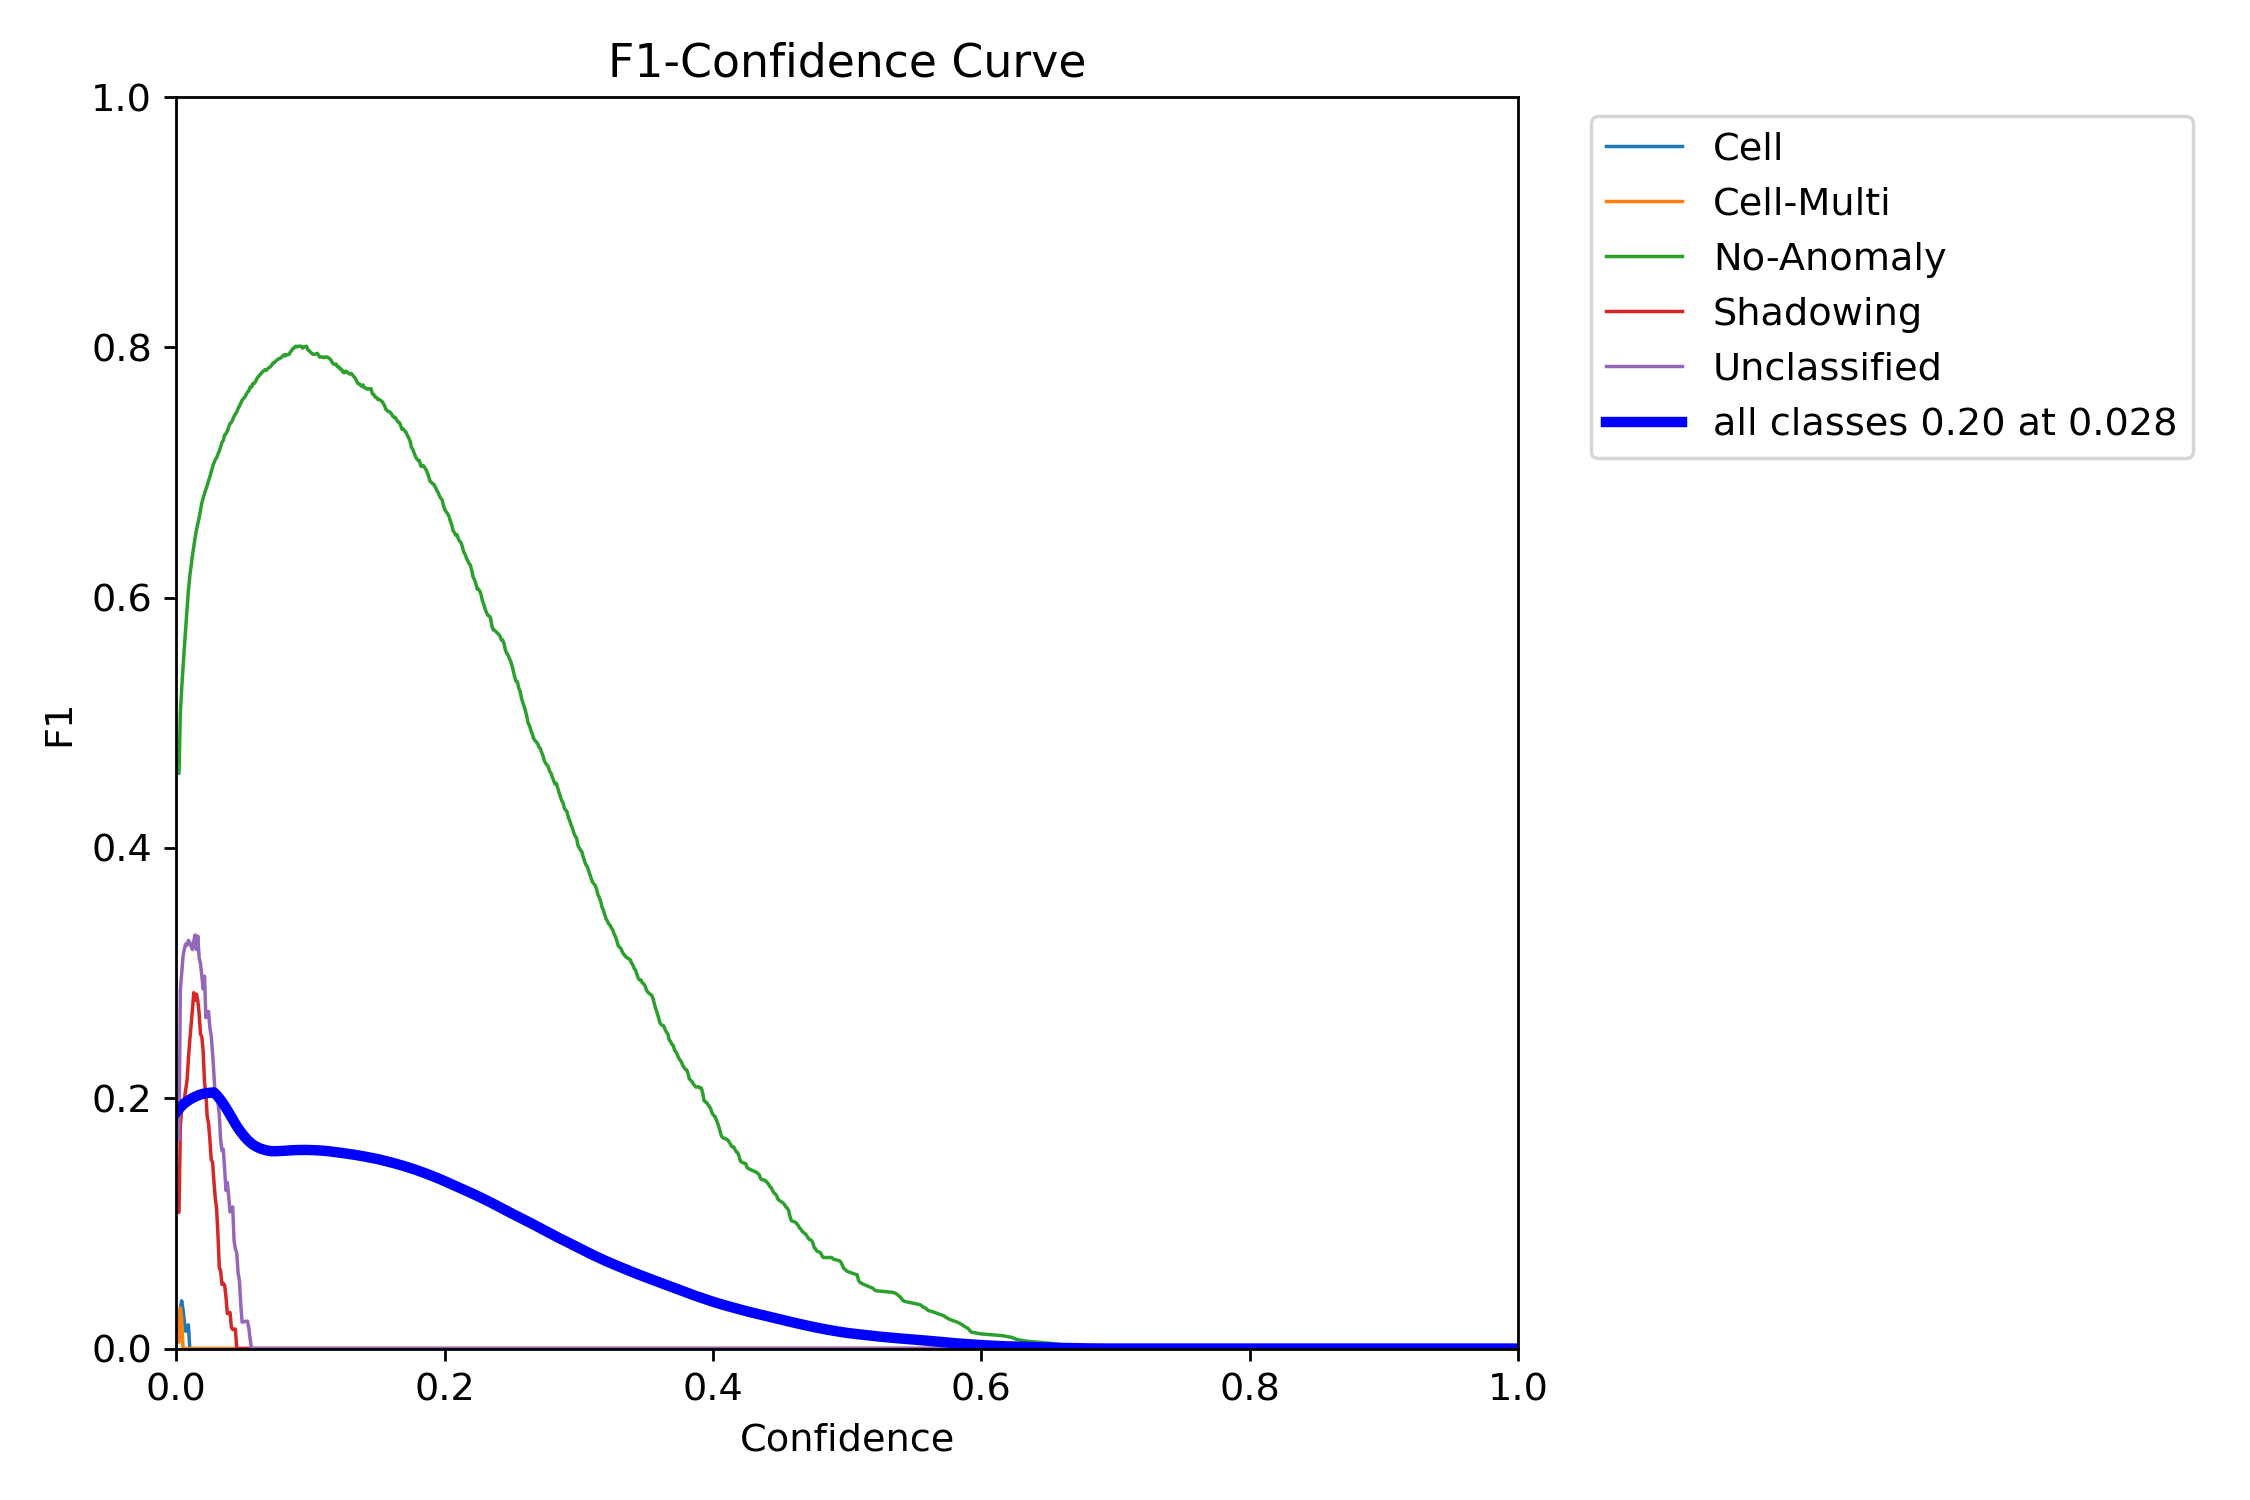 F1-Confidence Curve
1.0
0.8
0.6
0.4
0.2
0.0
F1
0.0 0.2 0.4 0.6 0.8 1.0
Confidence
Cell
Cell-Multi
No-Anomaly
Shadowing
Unclassified
all classes 0.20 at 0.028